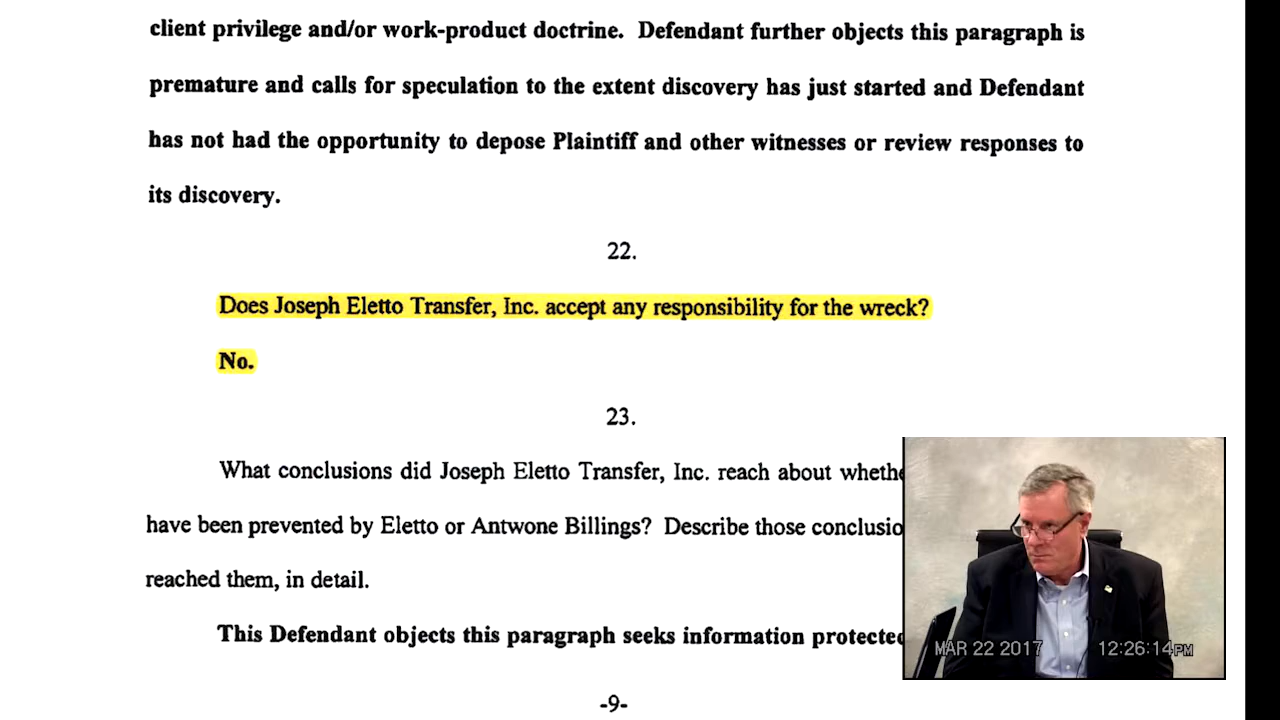 client privilege and/or work-product doctrine. Defendant further objects this paragraph is
premature and calls for speculation to the extent discovery has just started and Defendant
has not had the opportunity to depose Plaintiff and other witnesses or review responses to
its discovery.
22.
Does Joseph Eletto Transfer, Inc. accept any responsibility for the wreck?
No.
23.
What conclusions did Joseph Eletto Transfer, Inc. reach about
have been prevented by Eletto or Antwone Billings? Describe those
reached them, in detail.
This Defendant objects this paragraph seeks information
-9-
MAR 22 2017 12:26:14PM